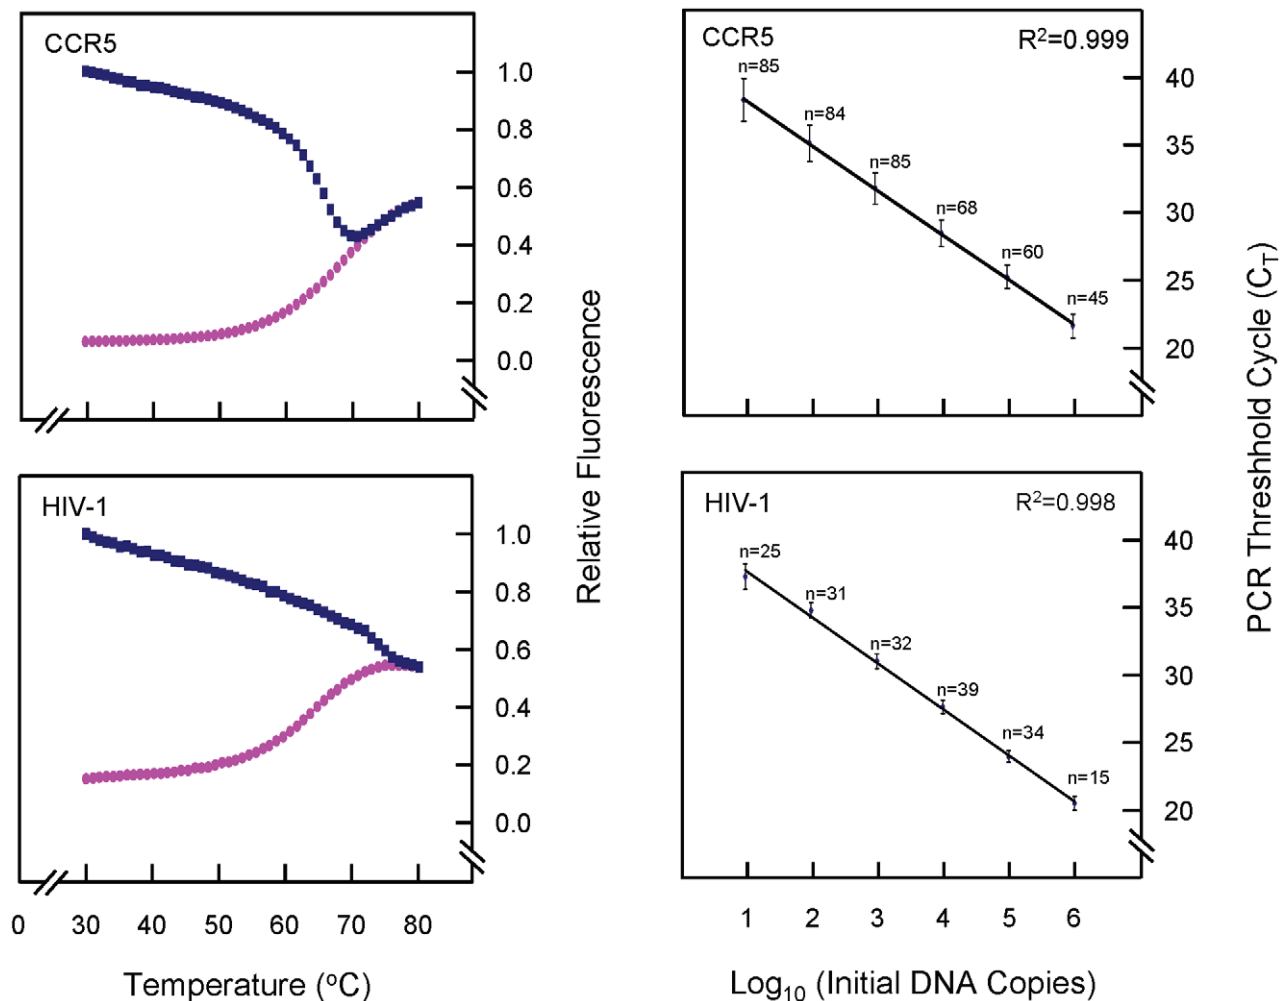 CCR5
1.0
0.8
0.6
0.4
0.2
0.0
HIV-1
1.0
0.8
0.6
0.4
0.2
0.0
0 30 40 50 60 70 80
Temperature (°C)
Relative Fluorescence
CCR5
R²=0.999
n=85
n=84
n=85
n=68
n=60
n=45
40
35
30
25
20
HIV-1
R²=0.998
n=25
n=31
n=32
n=39
n=34
n=15
40
35
30
25
20
1 2 3 4 5 6
Log₁₀ (Initial DNA Copies)
PCR Threshhold Cycle (C_T)